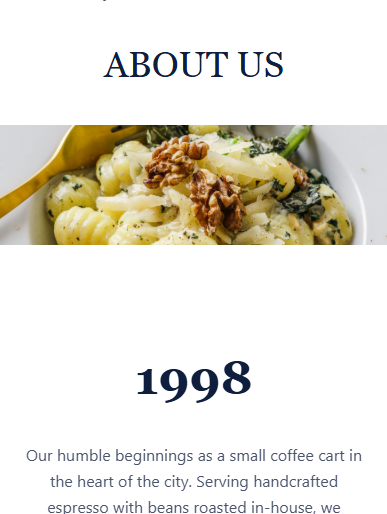 ABOUT US
1998
Our humble beginnings as a small coffee cart in
the heart of the city. Serving handcrafted
espresso with beans roasted in-house, we